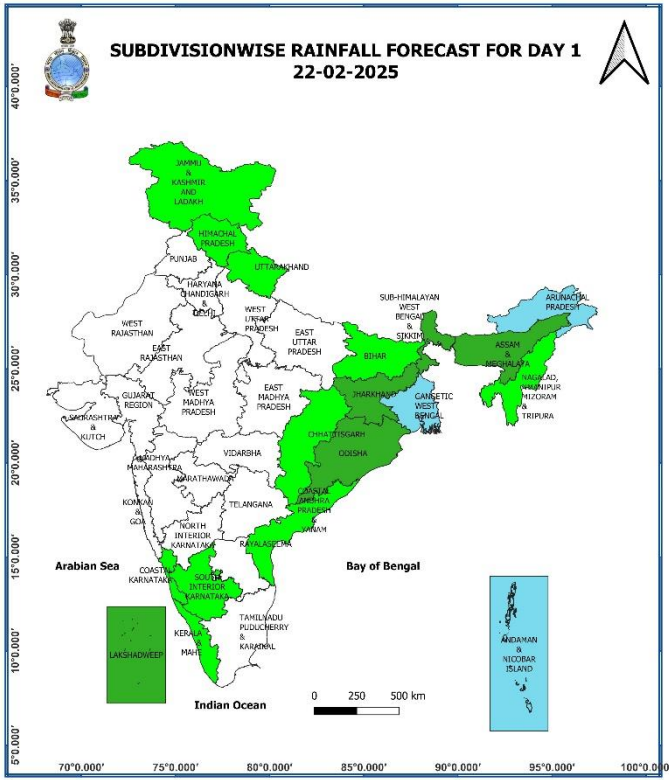 SUBDIVISIONWISE RAINFALL FORECAST FOR DAY 1
22-02-2025
40°0.000'
35°0.000'
30°0.000'
25°0.000'
20°0.000'
15°0.000'
10°0.000'
5°0.000'
JAMMU
&
KASHMIR
AND
LADAKH
HIMACHAL
PRADESH
PUNJAB
UTTARAKHAND
HARYANA
CHANDIGARH
&
DELHI
WEST
UTTAR
PRADESH
EAST
UTTAR
PRADESH
WEST
RAJASTHAN
EAST
RAJASTHAN
SUB-HIMALAYAN
WEST
BENGAL
&
SIKKIM
ARUNACHAL
PRADESH
ASSAM
&
MEGHALAYA
NAGALAD,
MANIPUR
MIZORAM
&
TRIPURA
BIHAR
JHARKHAND
GANGETIC
WEST
BENGAL
GUJARAT
REGION
SAURASHTRA
&
KUTCH
WEST
MADHYA
PRADESH
EAST
MADHYA
PRADESH
CHHATTISGARH
ODISHA
VIDARBHA
MADHYA
MAHARASHTRA
MARATHAWADA
KONKAN
&
GOA
TELANGANA
COASTAL
ANDHRA
PRADESH
&
YANAM
NORTH
INTERIOR
KARNATAKA
RAYALASEEMA
COASTAL
KARNATAKA
SOUTH
INTERIOR
KARNATAKA
KERALA
&
MAHE
TAMILNADU
PUDUCHERRY
&
KARAIKAL
LAKSHADWEEP
ANDAMAN
&
NICOBAR
ISLAND
Arabian Sea
Bay of Bengal
Indian Ocean
0 250 500 km
70°0.000' 75°0.000' 80°0.000' 85°0.000' 90°0.000' 95°0.000' 100°0.000